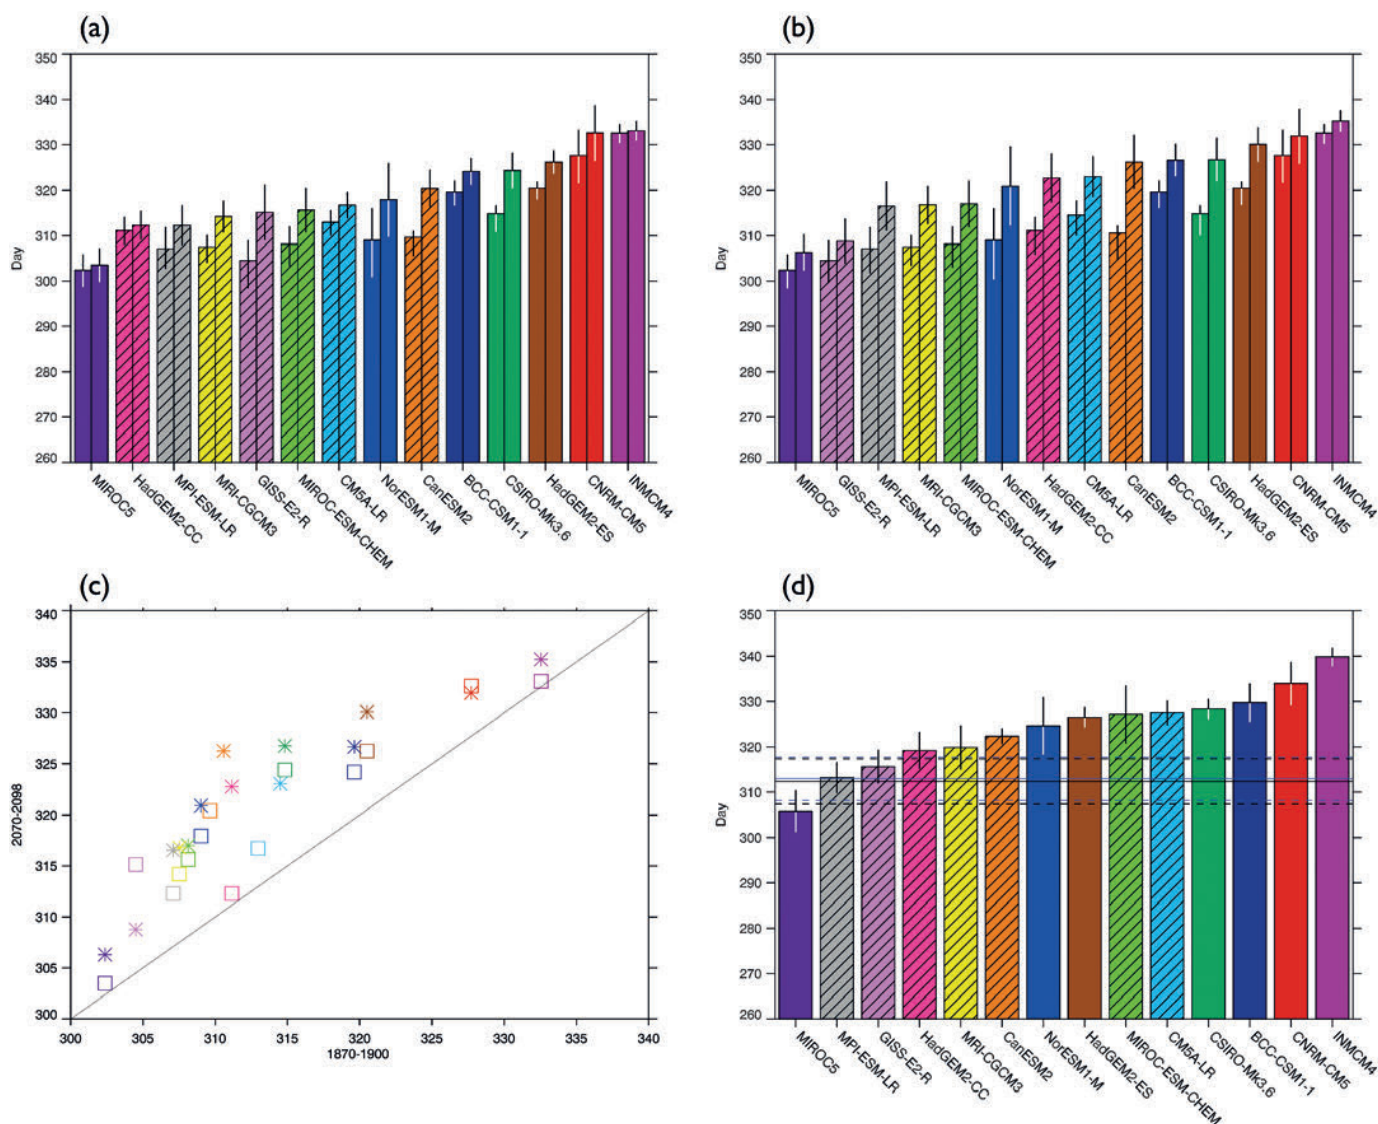 (a)
350
340
330
320
310
300
290
280
270
260
Day
MIROC5
HadGEM2-CC
MPI-ESM-LR
MRI-CGCM3
GISS-E2-R
MIROC-ESM-CHEM
CM5A-LR
NorESM1-M
CanESM2
BCC-CSM1-1
CSIRO-Mk3.6
HadGEM2-ES
CNRM-CM5
INMCM4
(b)
350
340
330
320
310
300
290
280
270
260
Day
MIROC5
GISS-E2-R
MPI-ESM-LR
MRI-CGCM3
MIROC-ESM-CHEM
NorESM1-M
HadGEM2-CC
CM5A-LR
CanESM2
BCC-CSM1-1
CSIRO-Mk3.6
HadGEM2-ES
CNRM-CM5
INMCM4
(c)
340
335
330
325
320
315
310
305
300
2070-2098
300 305 310 315 320 325 330 335 340
1870-1900
(d)
350
340
330
320
310
300
290
280
270
260
Day
MIROC5
MPI-ESM-LR
GISS-E2-R
HadGEM2-CC
MRI-CGCM3
CanESM2
NorESM1-M
HadGEM2-ES
MIROC-ESM-CHEM
CM5A-LR
CSIRO-Mk3.6
BCC-CSM1-1
CNRM-CM5
INMCM4